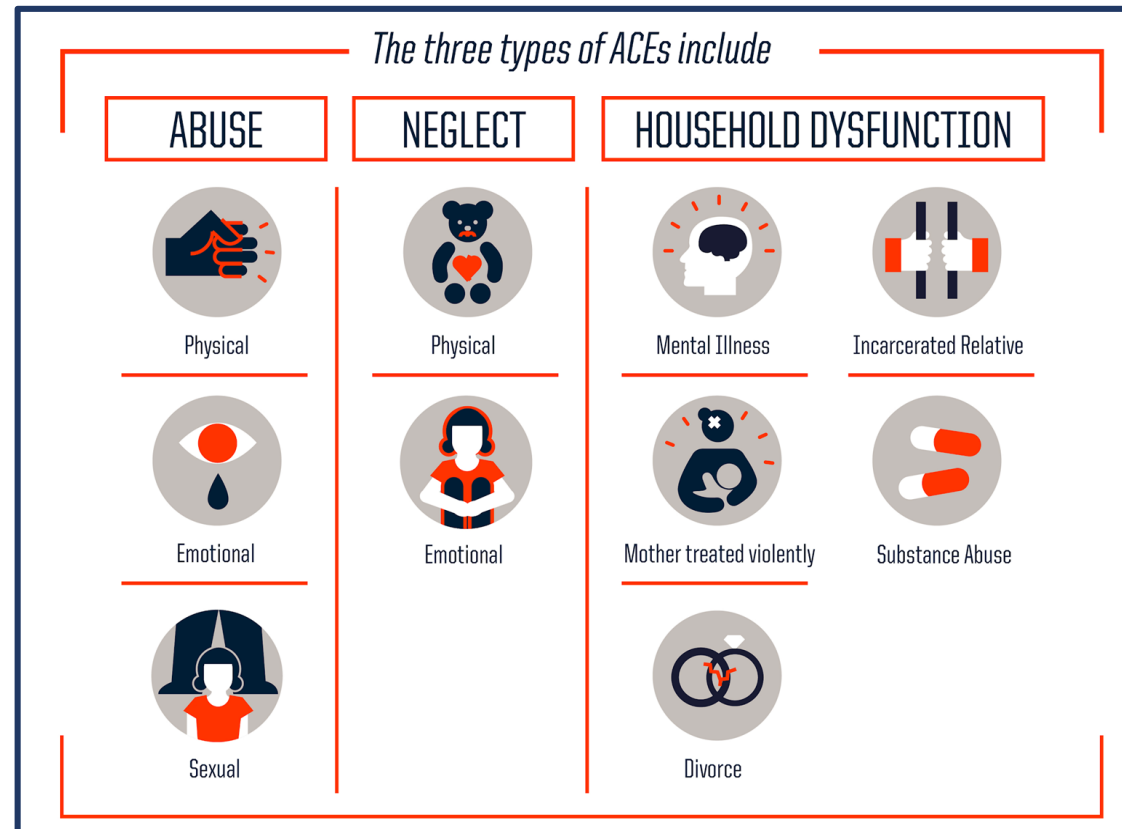 The three types of ACEs include
ABUSE
NEGLECT
HOUSEHOLD DYSFUNCTION
Physical
Physical
Mental Illness
Incarcerated Relative
Emotional
Emotional
Mother treated violently
Substance Abuse
Sexual
Divorce